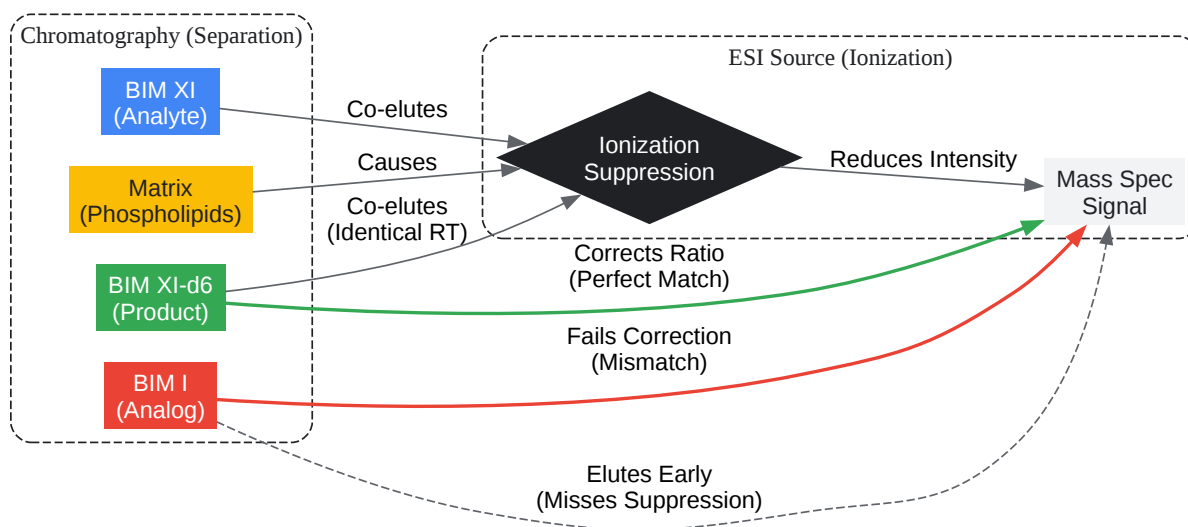 Chromatography (Separation)
ESI Source (Ionization)
BIM XI
(Analyte)
Co-elutes
Ionization
Suppression
Reduces Intensity
Causes
Matrix
(Phospholipids)
Mass Spec
Signal
Co-elutes
(Identical RT)
Corrects Ratio
(Perfect Match)
BIM XI-d6
(Product)
Fails Correction
(Mismatch)
BIM I
(Analog)
Elutes Early
(Misses Suppression)